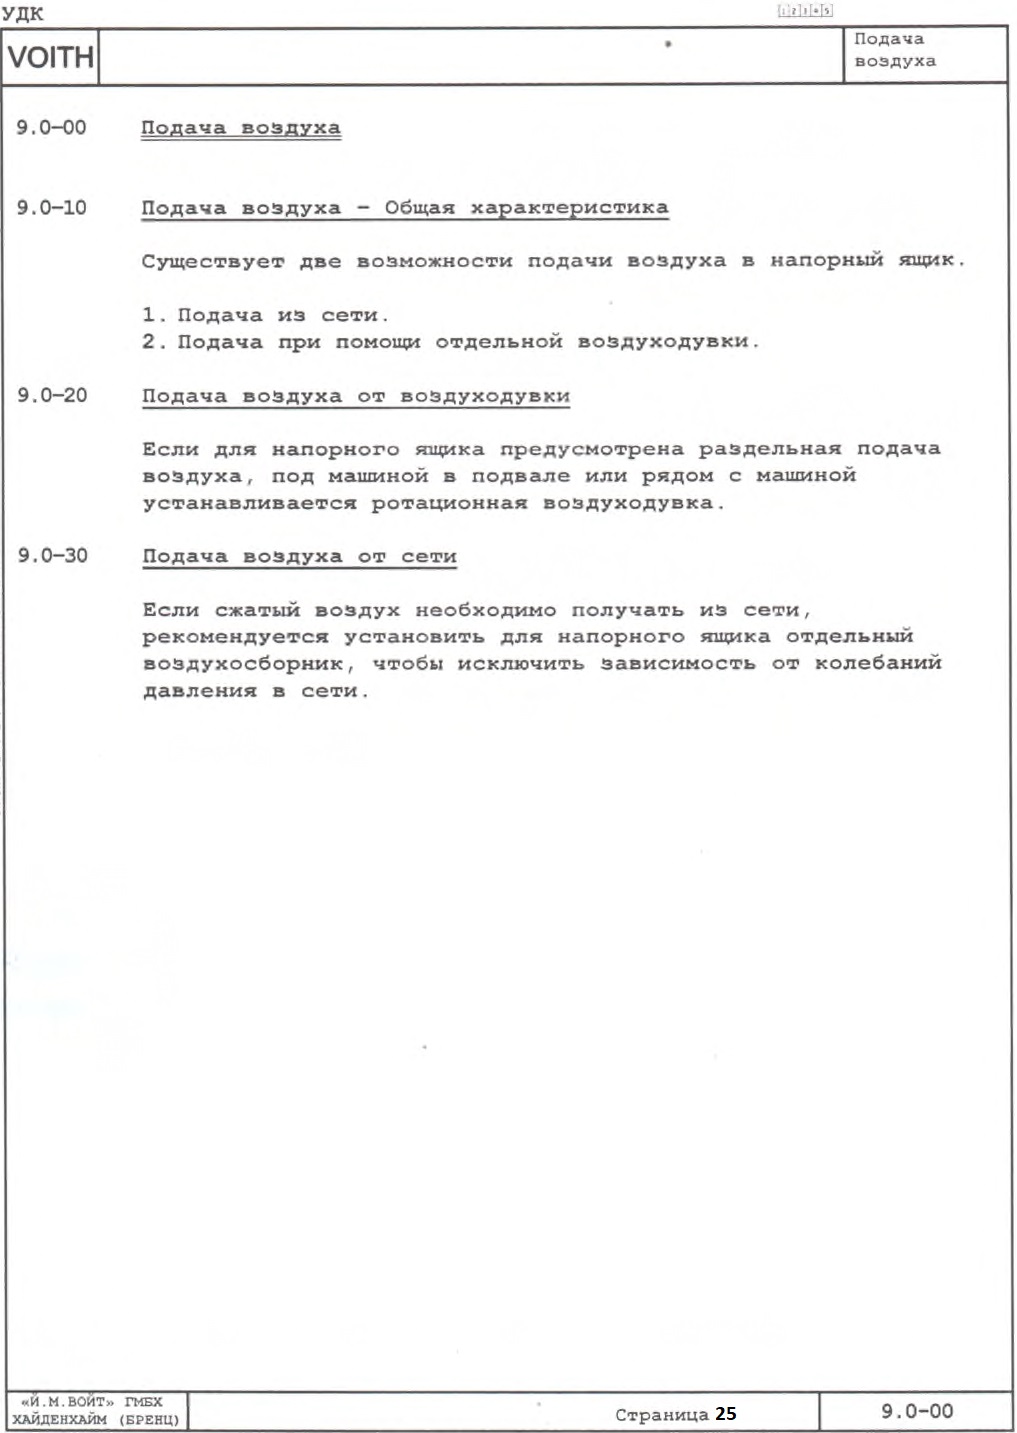 УДК
1 2 3 4 5
VOITH
Подача
воздуха
9.0-00 Подача воздуха
9.0-10 Подача воздуха - Общая характеристика
Существует две возможности подачи воздуха в напорный ящик.
1. Подача из сети.
2. Подача при помощи отдельной воздуходувки.
9.0-20 Подача воздуха от воздуходувки
Если для напорного ящика предусмотрена раздельная подача
воздуха, под машиной в подвале или рядом с машиной
устанавливается ротационная воздуходувка.
9.0-30 Подача воздуха от сети
Если сжатый воздух необходимо получать из сети,
рекомендуется установить для напорного ящика отдельный
воздухосборник, чтобы исключить зависимость от колебаний
давления в сети.
«Й.М.ВОЙТ» ГМБХ
ХАЙДЕНХАЙМ (БРЕНЦ)
Страница 25
9.0-00